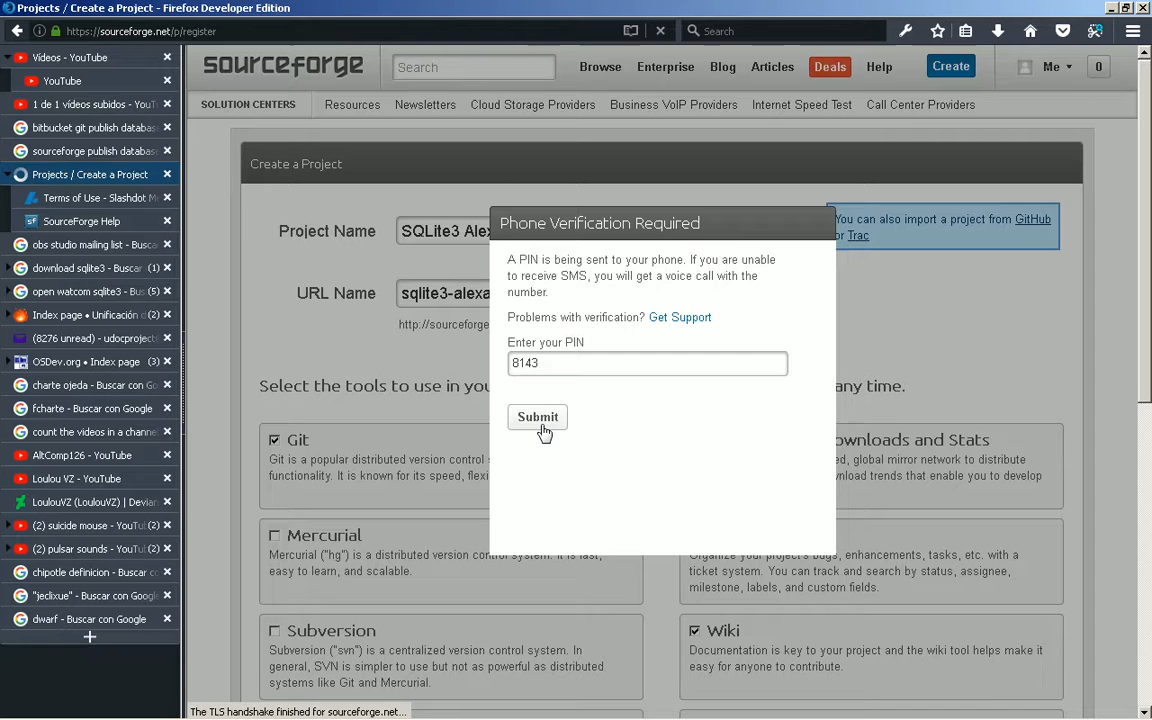 Projects / Create a Project - Firefox Developer Edition
https://sourceforge.net/p/register
Search
Vídeos - YouTube
YouTube
1 de 1 vídeos subidos - YouT
bitbucket git publish database
sourceforge publish database
Projects / Create a Project
Terms of Use - Slashdot M
SourceForge Help
obs studio mailing list - Busca
download sqlite3 - Buscar (1)
open watcom sqlite3 - Bus (5)
Index page • Unificación d
(8276 unread) - udocproject
OSDev.org • Index page (3)
charte ojeda - Buscar con Go
fcharte - Buscar con Google
count the videos in a channe
AltComp126 - YouTube
Loulou VZ - YouTube
LoulouVZ (LoulouVZ) | Devian
(2) suicide mouse - YouTu (2)
(2) pulsar sounds - YouTu (2)
chipotle definicion - Buscar co
"jeclixue" - Buscar con Googl
dwarf - Buscar con Google
sourceforge
Search
Browse Enterprise Blog Articles Deals Help Create Me 0
SOLUTION CENTERS Resources Newsletters Cloud Storage Providers Business VoIP Providers Internet Speed Test Call Center Providers
Create a Project
Project Name SQLite3 Alex
You can also import a project from GitHub
or Trac
URL Name sqlite3-alexa
http://sourceforge
Phone Verification Required
A PIN is being sent to your phone. If you are unable
to receive SMS, you will get a voice call with the
number.
Problems with verification? Get Support
Enter your PIN
8143
Submit
Select the tools to use in you any time.
Git
Git is a popular distributed version control
functionality. It is known for its speed, flexi
ownloads and Stats
ed, global mirror network to distribute
wnload trends that enable you to develop
Mercurial
Mercurial ("hg") is a distributed version control system. It is fast,
easy to learn, and scalable.
Organize your project's bugs, enhancements, tasks, etc. with a
ticket system. You can track and search by status, assignee,
milestone, labels, and custom fields.
Subversion
Subversion ("svn") is a centralized version control system. In
general, SVN is simpler to use but not as powerful as distributed
systems like Git and Mercurial.
Wiki
Documentation is key to your project and the wiki tool helps make it
easy for anyone to contribute.
The TLS handshake finished for sourceforge.net...